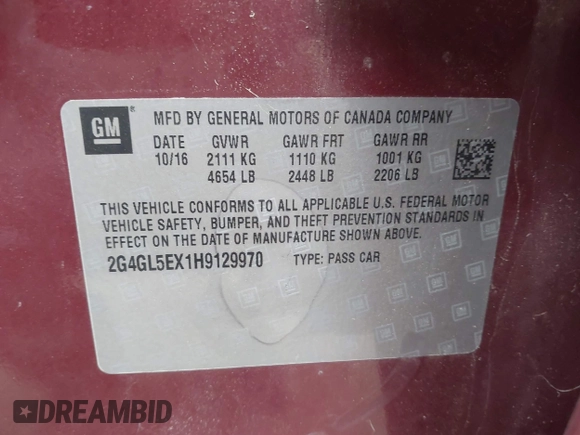 GM
MFD BY GENERAL MOTORS OF CANADA COMPANY
DATE GVWR GAWR FRT GAWR RR
10/16 2111 KG 1110 KG 1001 KG
4654 LB 2448 LB 2206 LB
THIS VEHICLE CONFORMS TO ALL APPLICABLE U.S. FEDERAL MOTOR
VEHICLE SAFETY, BUMPER, AND THEFT PREVENTION STANDARDS IN
EFFECT ON THE DATE OF MANUFACTURE SHOWN ABOVE.
2G4GL5EX1H9129970 TYPE: PASS CAR
DREAMBID